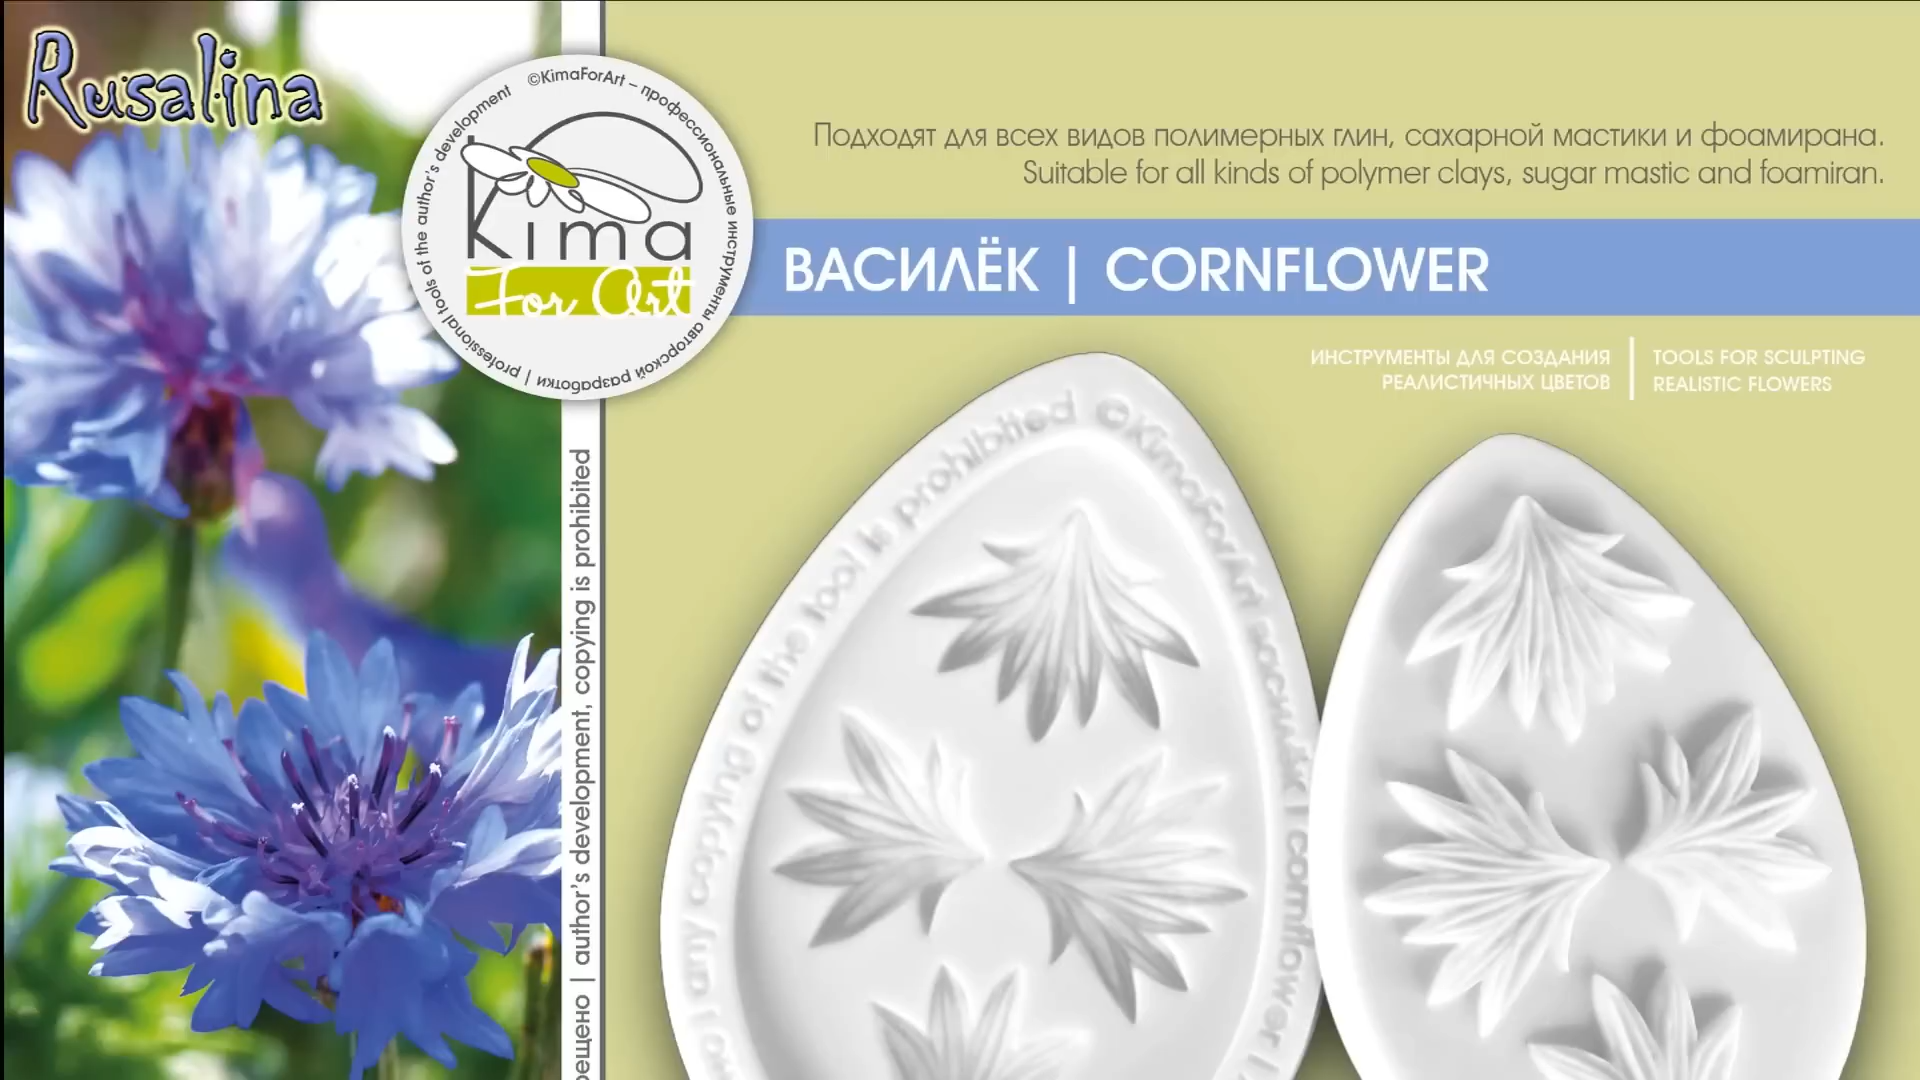 Rusalina
©KimaForArt – профессиональные инструменты авторской разработки | professional tools of the author's development
Kima
For Art
Подходят для всех видов полимерных глин, сахарной мастики и фоамирана.
Suitable for all kinds of polymer clays, sugar mastic and foamiran.
ВАСИЛЁК | CORNFLOWER
ИНСТРУМЕНТЫ ДЛЯ СОЗДАНИЯ
РЕАЛИСТИЧНЫХ ЦВЕТОВ
TOOLS FOR SCULPTING
REALISTIC FLOWERS
| author's development, copying is prohibited
any copying of the tool is prohibited ©KimaForArt
| cornflower |